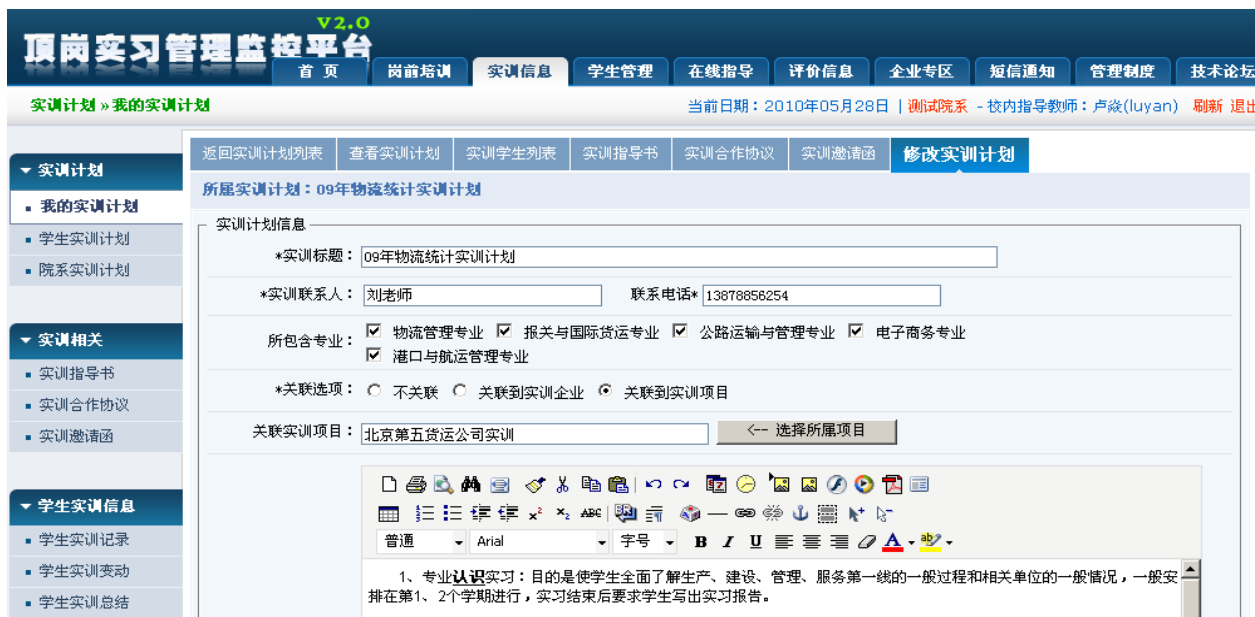 V2.0
顶岗实习管理监控平台
首 页 岗前培训 实训信息 学生管理 在线指导 评价信息 企业专区 短信通知 管理制度 技术论坛
实训计划 » 我的实训计划 当前日期：2010年05月28日 | 测试院系 - 校内指导教师：卢焱(luyan) 刷新 退出
返回实训计划列表 查看实训计划 实训学生列表 实训指导书 实训合作协议 实训邀请函 修改实训计划
实训计划
所属实训计划：09年物流统计实训计划
我的实训计划
学生实训计划
院系实训计划
实训相关
实训指导书
实训合作协议
实训邀请函
学生实训信息
学生实训记录
学生实训变动
学生实训总结
实训计划信息
*实训标题： 09年物流统计实训计划
*实训联系人： 刘老师 联系电话* 13878856254
所包含专业： 物流管理专业 报关与国际货运专业 公路运输与管理专业 电子商务专业
港口与航运管理专业
*关联选项： 不关联 关联到实训企业 关联到实训项目
关联实训项目： 北京第五货运公司实训 <-- 选择所属项目
普通 Arial 字号 B I U A ab
1、专业认识实习：目的是使学生全面了解生产、建设、管理、服务第一线的一般过程和相关单位的一般情况，一般安
排在第1、2个学期进行，实习结束后要求学生写出实习报告。